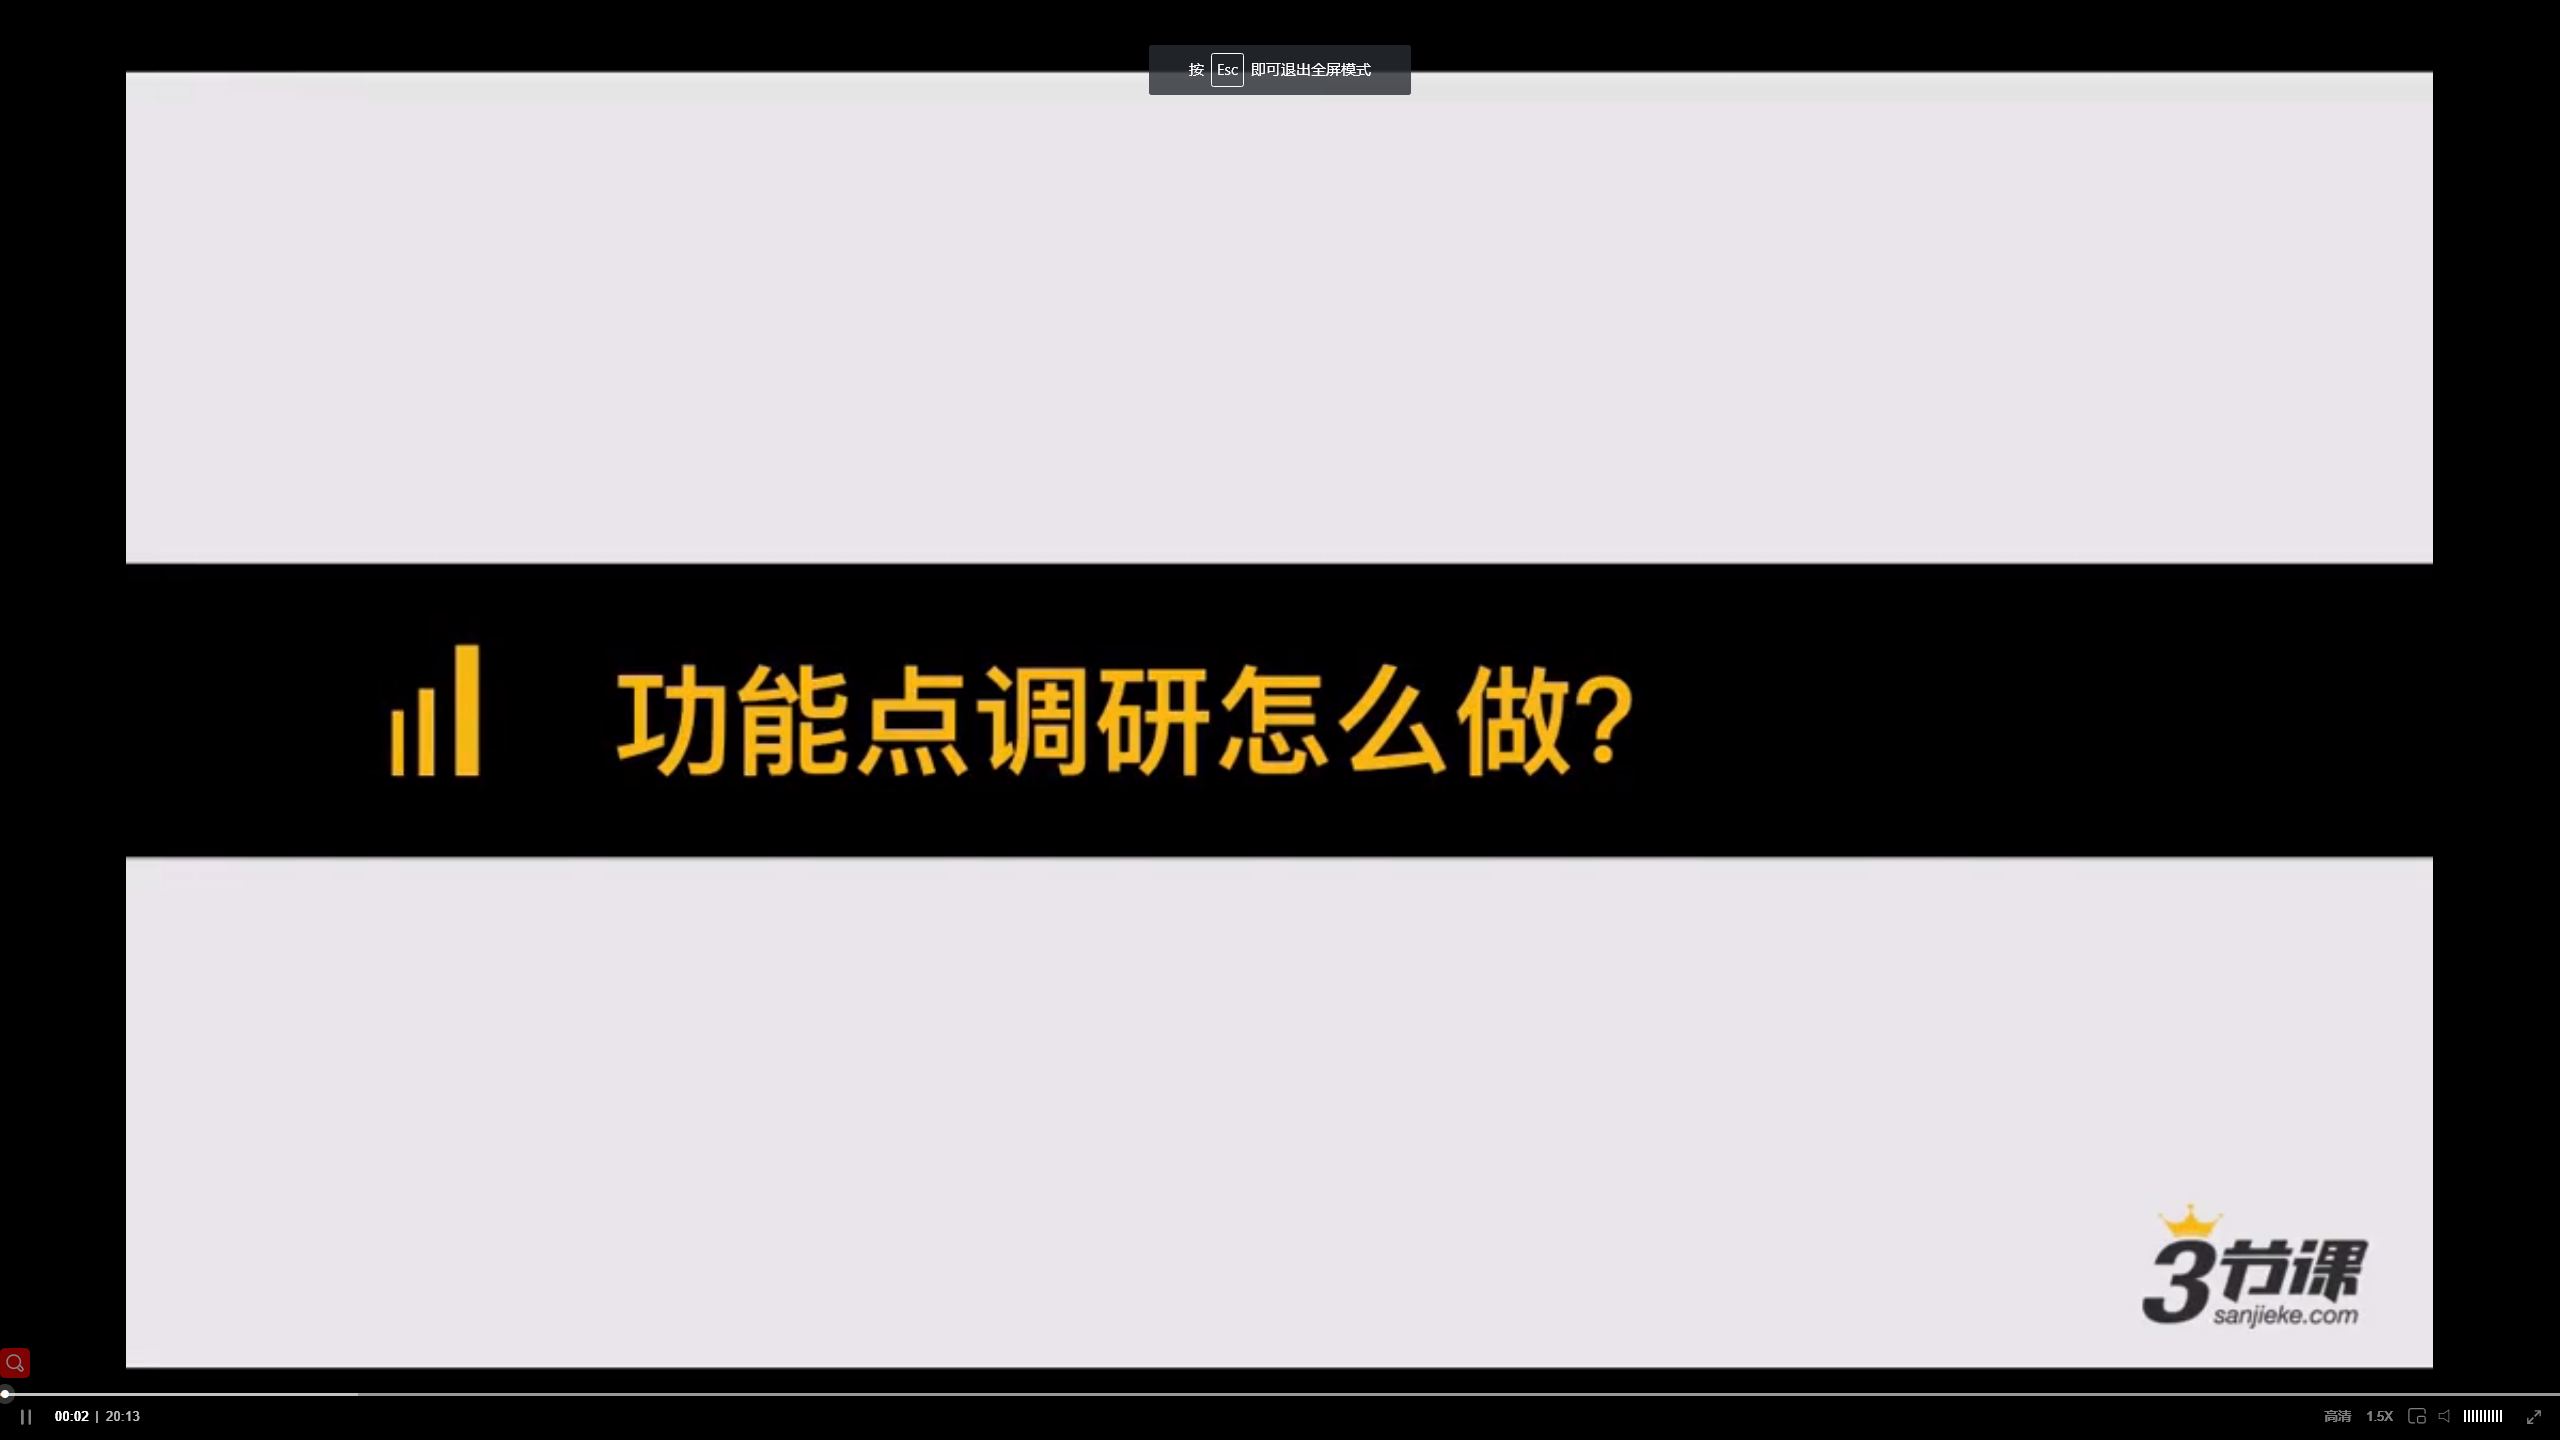 按 Esc 即可退出全屏模式
功能点调研怎么做?
3节课
sanjieke.com
00:02 | 20:13
高清 1.5X